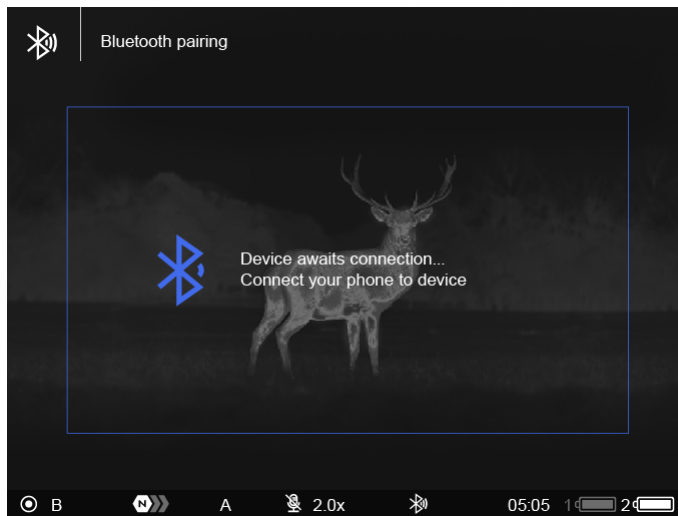 Bluetooth pairing
Device awaits connection...
Connect your phone to device
B N A 2.0x 05:05 1 2